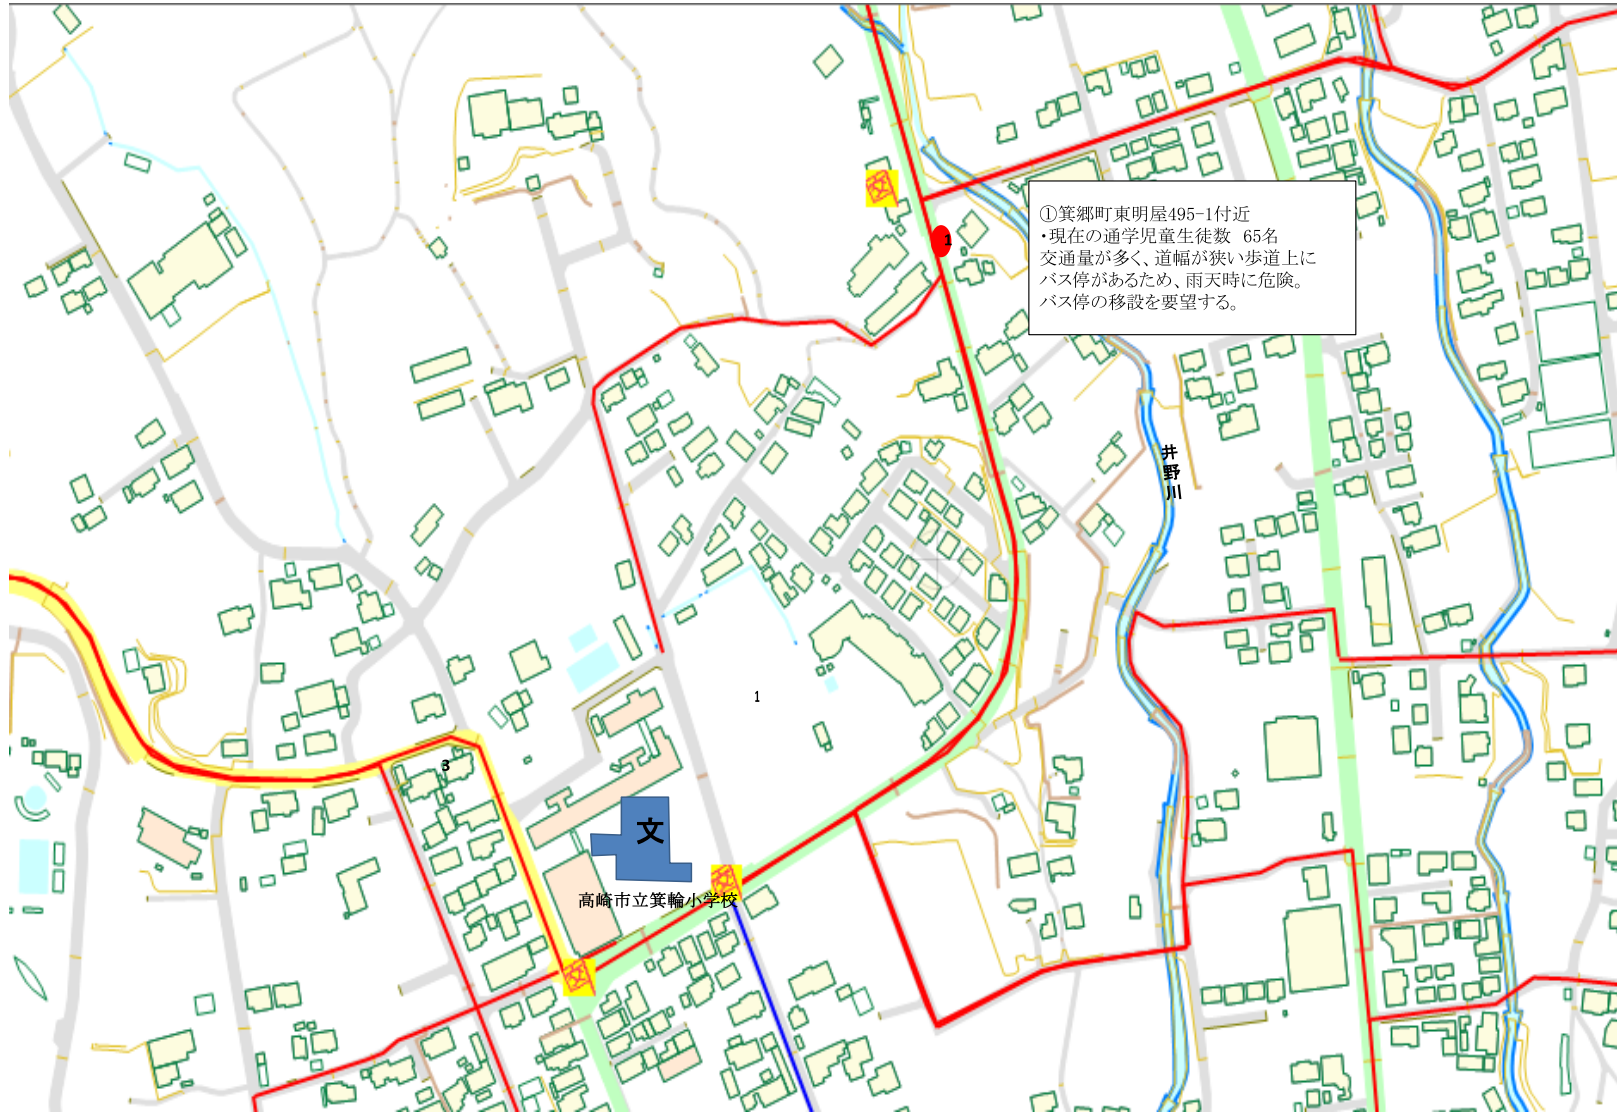 ①箕郷町東明屋495-1付近
・現在の通学児童生徒数 65名
交通量が多く、道幅が狭い歩道上に
バス停があるため、雨天時に危険。
バス停の移設を要望する。
1
井野川
1
3
文
高崎市立箕輪小学校